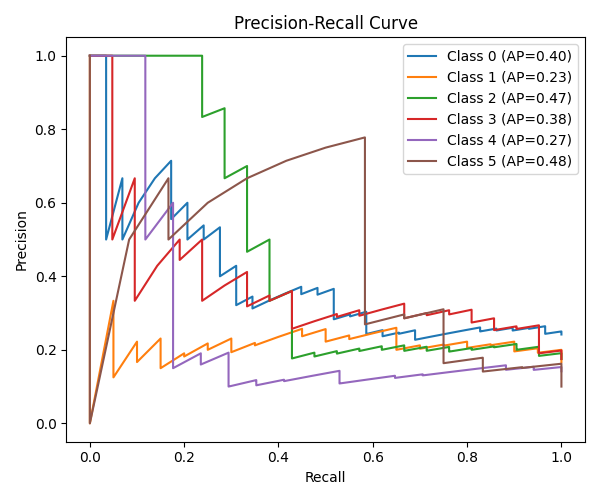 Precision-Recall Curve
Precision
1.0
0.8
0.6
0.4
0.2
0.0
Class 0 (AP=0.40)
Class 1 (AP=0.23)
Class 2 (AP=0.47)
Class 3 (AP=0.38)
Class 4 (AP=0.27)
Class 5 (AP=0.48)
0.0 0.2 0.4 0.6 0.8 1.0
Recall